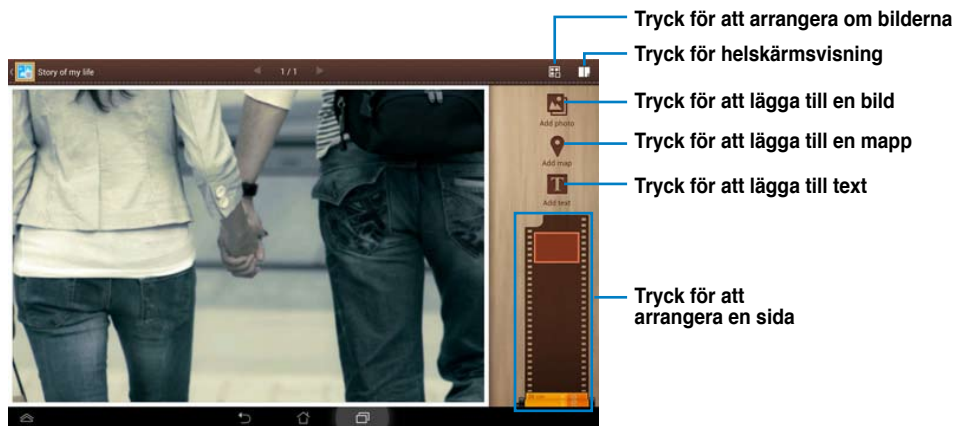 Tryck för att arrangera om bilderna
Tryck för helskärmsvisning
Story of my life
1/1
Add photo
Tryck för att lägga till en bild
Add map
Tryck för att lägga till en mapp
T
Add text
Tryck för att lägga till text
Tryck för att
arrangera en sida